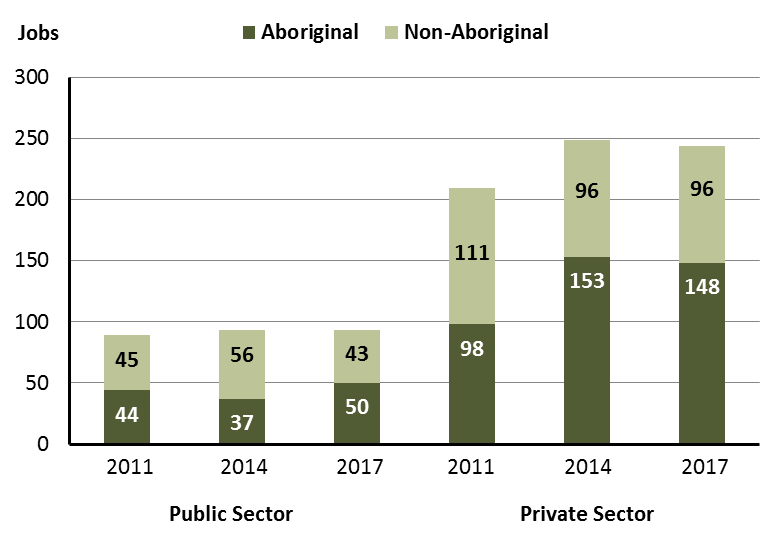 Jobs
Aboriginal Non-Aboriginal
300
250
200
150
100
50
0
45 56 43 111 96 96
44 37 50 98 153 148
2011 2014 2017 2011 2014 2017
Public Sector Private Sector